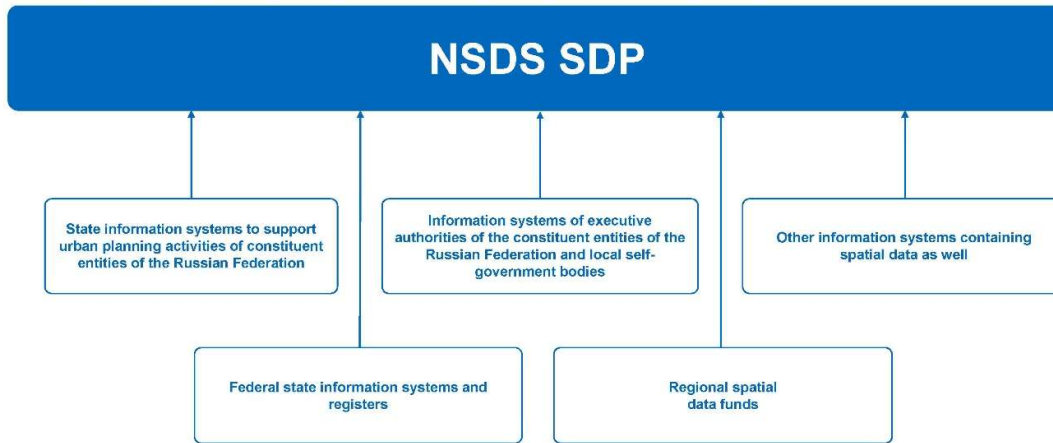 NSDS SDP
State information systems to support
urban planning activities of constituent
entities of the Russian Federation
Information systems of executive
authorities of the constituent entities of the
Russian Federation and local self-
government bodies
Other information systems containing
spatial data as well
Federal state information systems and
registers
Regional spatial
data funds